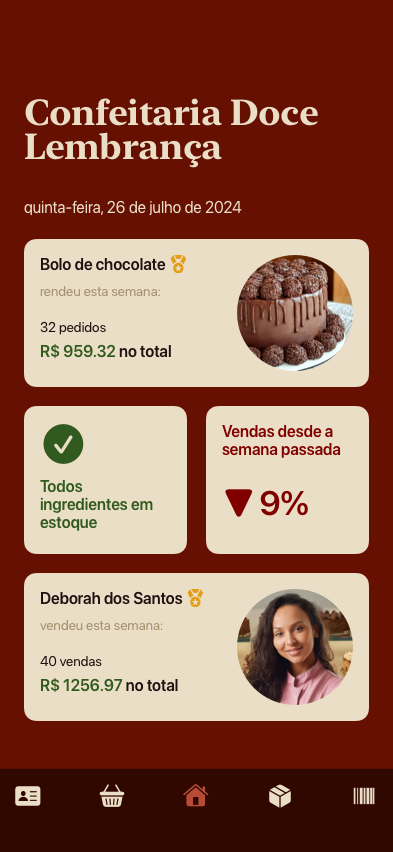 Confeitaria Doce
Lembrança
quinta-feira, 26 de julho de 2024
Bolo de chocolate
rendeu esta semana:
32 pedidos
R$ 959.32 no total
Todos
ingredientes em
estoque
Vendas desde a
semana passada
9%
Deborah dos Santos
vendeu esta semana:
40 vendas
R$ 1256.97 no total